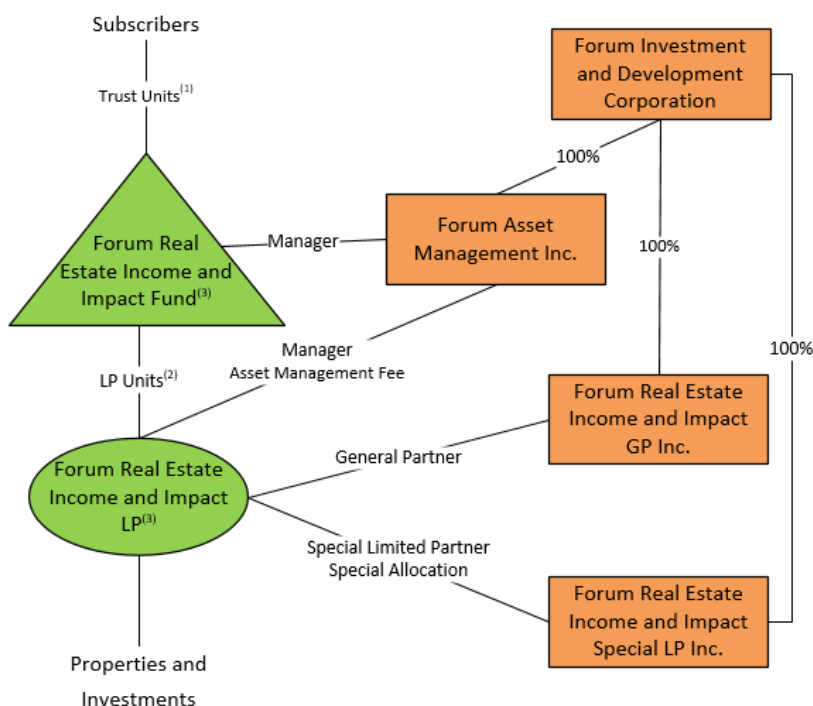 Subscribers
Trust Units(1)
Forum Investment
and Development
Corporation
100%
Forum Asset
Management Inc.
Manager
100%
Forum Real
Estate Income and
Impact Fund(3)
100%
LP Units(2)
Manager
Asset Management Fee
Forum Real Estate
Income and Impact
GP Inc.
General Partner
Forum Real Estate
Income and Impact
LP(3)
Special Limited Partner
Special Allocation
Forum Real Estate
Income and Impact
Special LP Inc.
Properties and
Investments